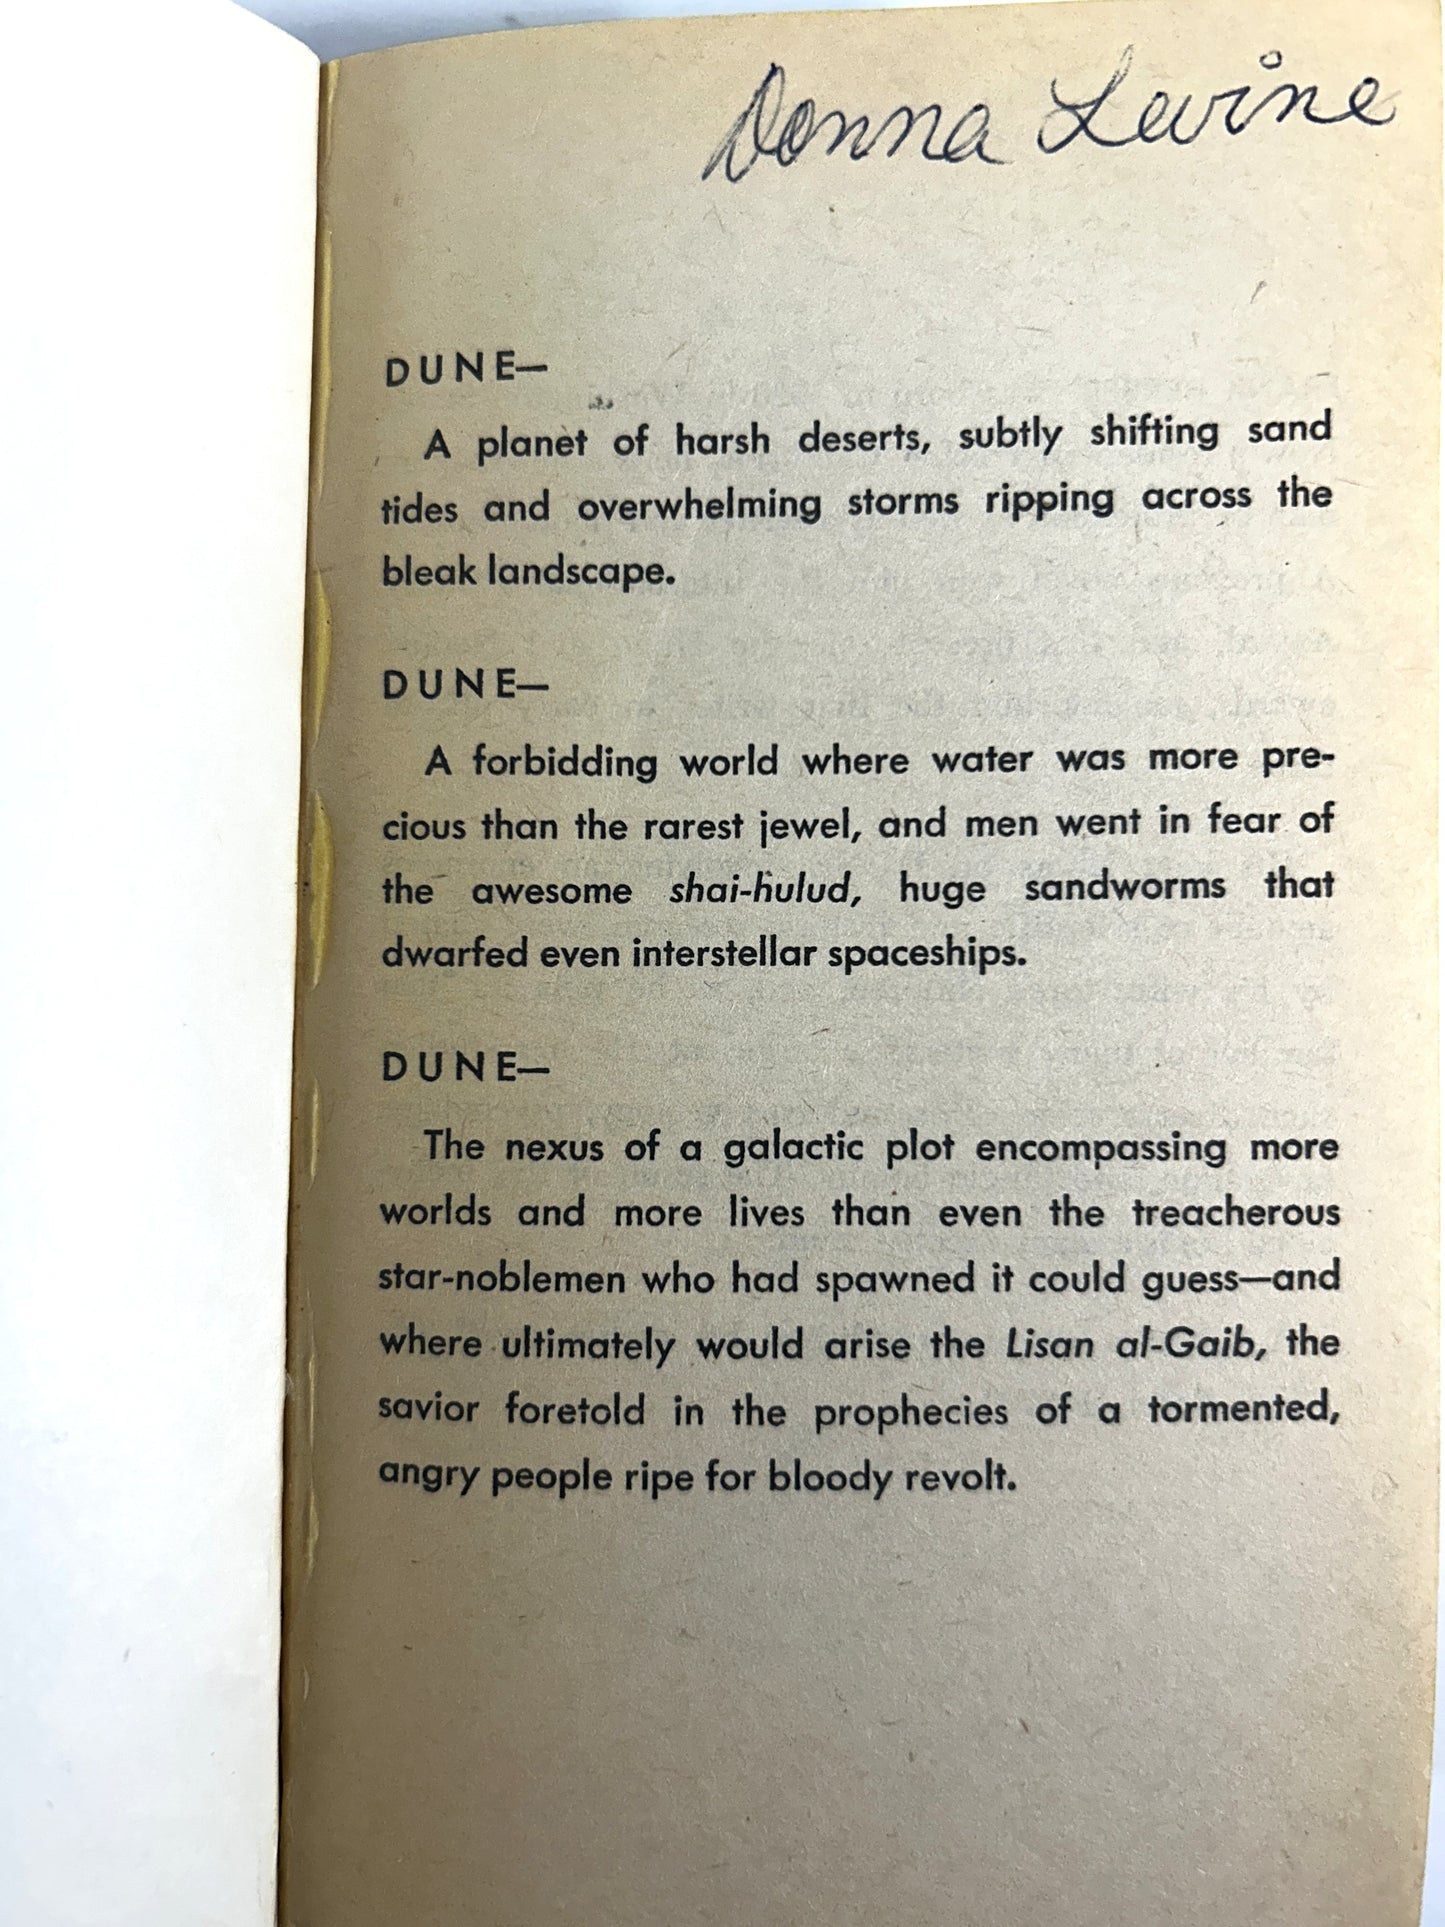 Donna Levine
DUNE—
A planet of harsh deserts, subtly shifting sand
tides and overwhelming storms ripping across the
bleak landscape.
DUNE—
A forbidding world where water was more pre-
cious than the rarest jewel, and men went in fear of
the awesome shai-hulud, huge sandworms that
dwarfed even interstellar spaceships.
DUNE—
The nexus of a galactic plot encompassing more
worlds and more lives than even the treacherous
star-noblemen who had spawned it could guess—and
where ultimately would arise the Lisan al-Gaib, the
savior foretold in the prophecies of a tormented,
angry people ripe for bloody revolt.